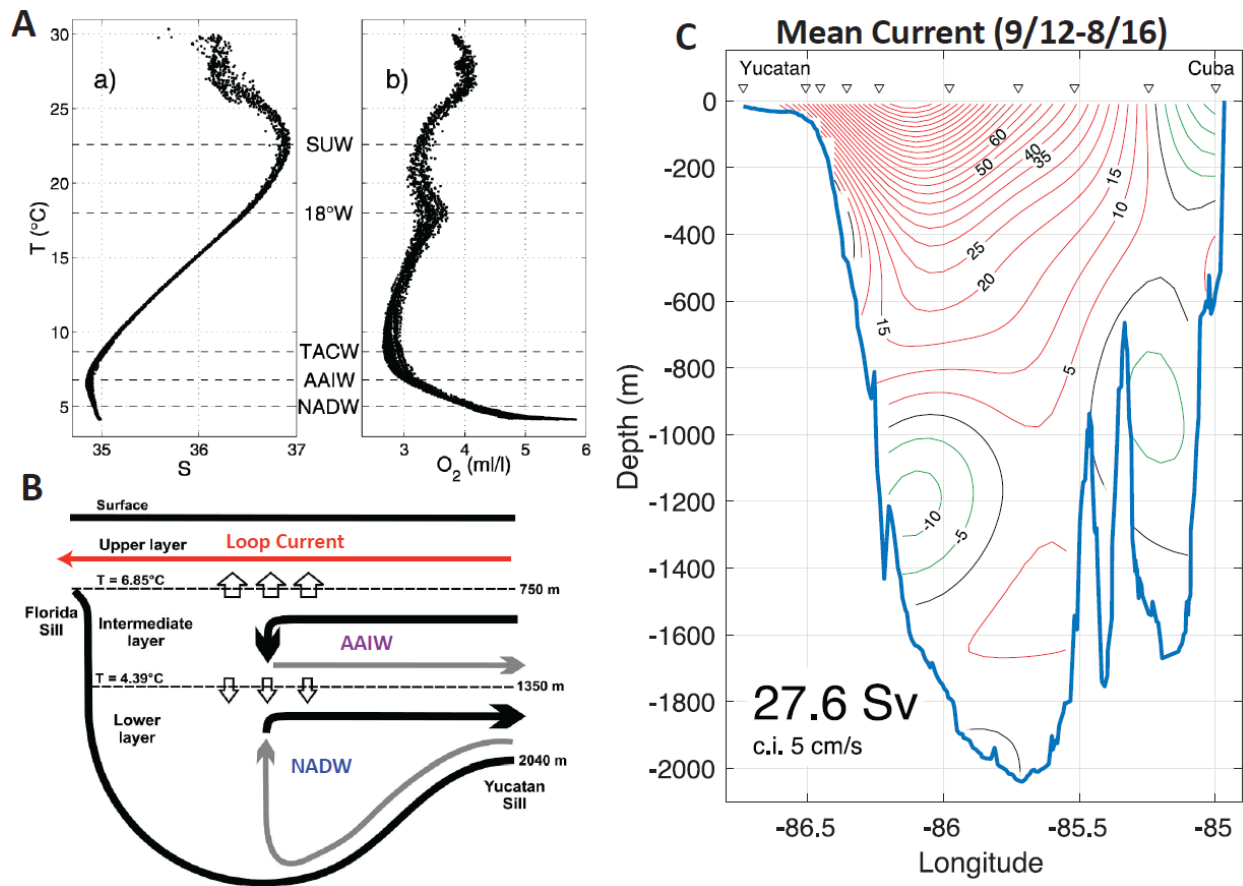 A
a)
b)
30
25
20
15
10
5
T (°C)
SUW
18°W
TACW
AAIW
NADW
35
36
37
S
3
4
5
6
O2 (ml/l)
B
Surface
Upper layer
Loop Current
T = 6.85°C
750 m
Florida
Sill
Intermediate
layer
AAIW
T = 4.39°C
1350 m
Lower
layer
NADW
2040 m
Yucatan
Sill
C
Mean Current (9/12-8/16)
Yucatan
Cuba
0
-200
-400
-600
-800
-1000
-1200
-1400
-1600
-1800
-2000
Depth (m)
60
50
40
35
15
10
25
20
15
5
-10
-5
27.6 Sv
c.i. 5 cm/s
-86.5
-86
-85.5
-85
Longitude